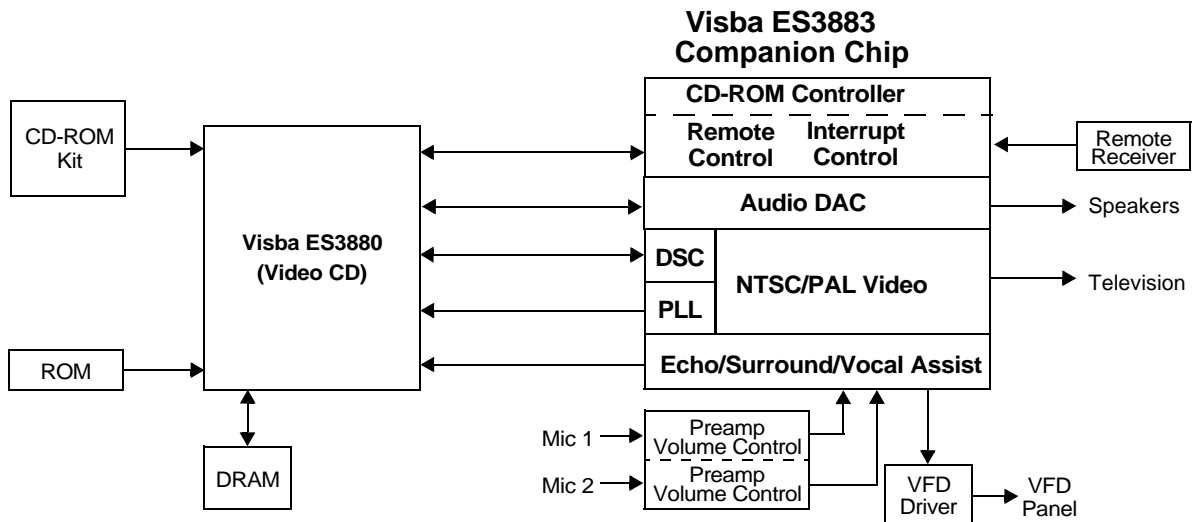 Visba ES3883
Companion Chip
CD-ROM
Kit
Visba ES3880
(Video CD)
ROM
DRAM
CD-ROM Controller
Remote
Control
Interrupt
Control
Audio DAC
DSC
PLL
NTSC/PAL Video
Echo/Surround/Vocal Assist
Remote
Receiver
Speakers
Television
Mic 1
Preamp
Volume Control
Mic 2
Preamp
Volume Control
VFD
Driver
VFD
Panel